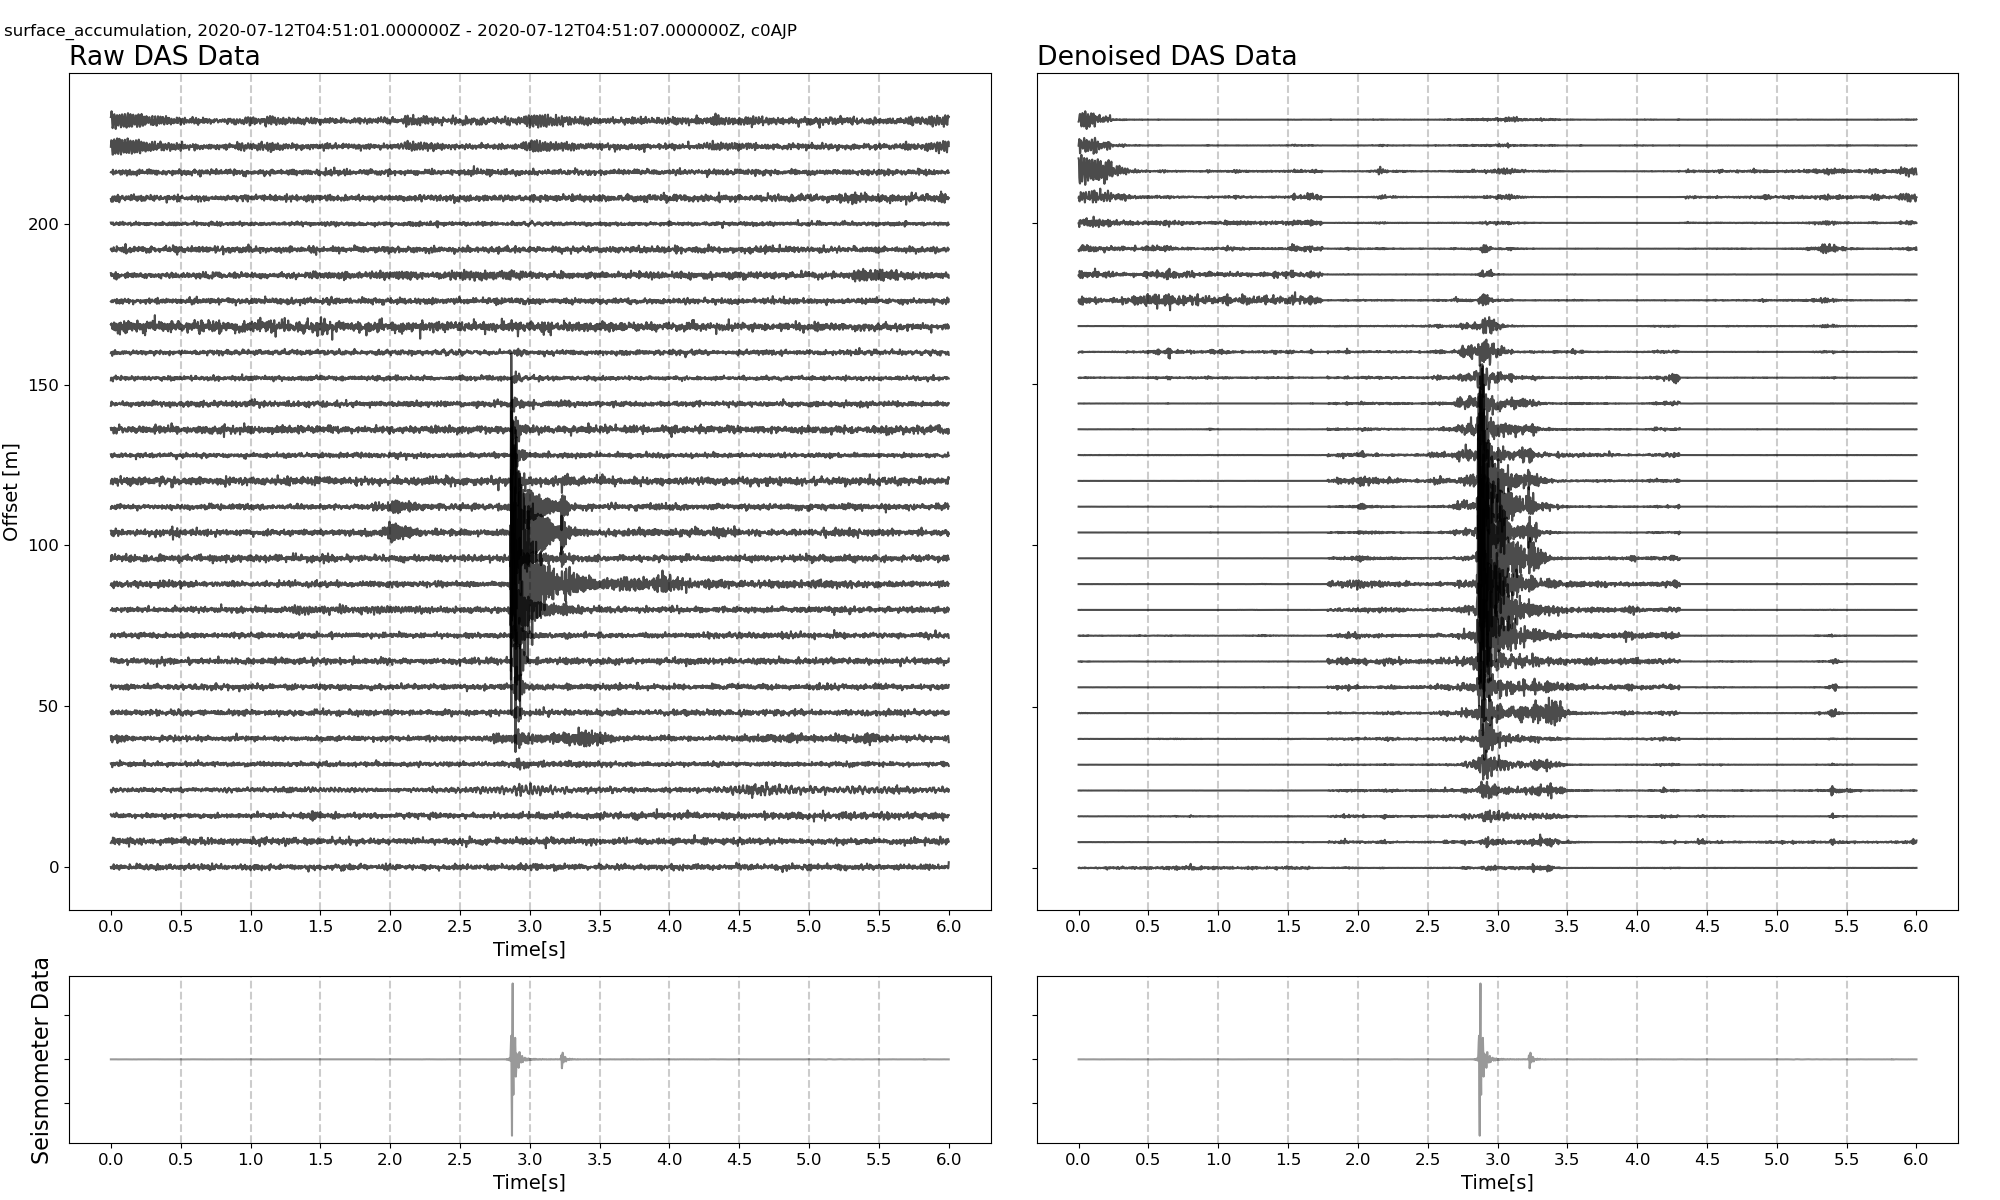 surface_accumulation, 2020-07-12T04:51:01.000000Z - 2020-07-12T04:51:07.000000Z, c0AJP
Raw DAS Data
Denoised DAS Data
Offset [m]
200
150
100
50
0
0.0 0.5 1.0 1.5 2.0 2.5 3.0 3.5 4.0 4.5 5.0 5.5 6.0
Time[s]
0.0 0.5 1.0 1.5 2.0 2.5 3.0 3.5 4.0 4.5 5.0 5.5 6.0
Seismometer Data
0.0 0.5 1.0 1.5 2.0 2.5 3.0 3.5 4.0 4.5 5.0 5.5 6.0
Time[s]
0.0 0.5 1.0 1.5 2.0 2.5 3.0 3.5 4.0 4.5 5.0 5.5 6.0
Time[s]